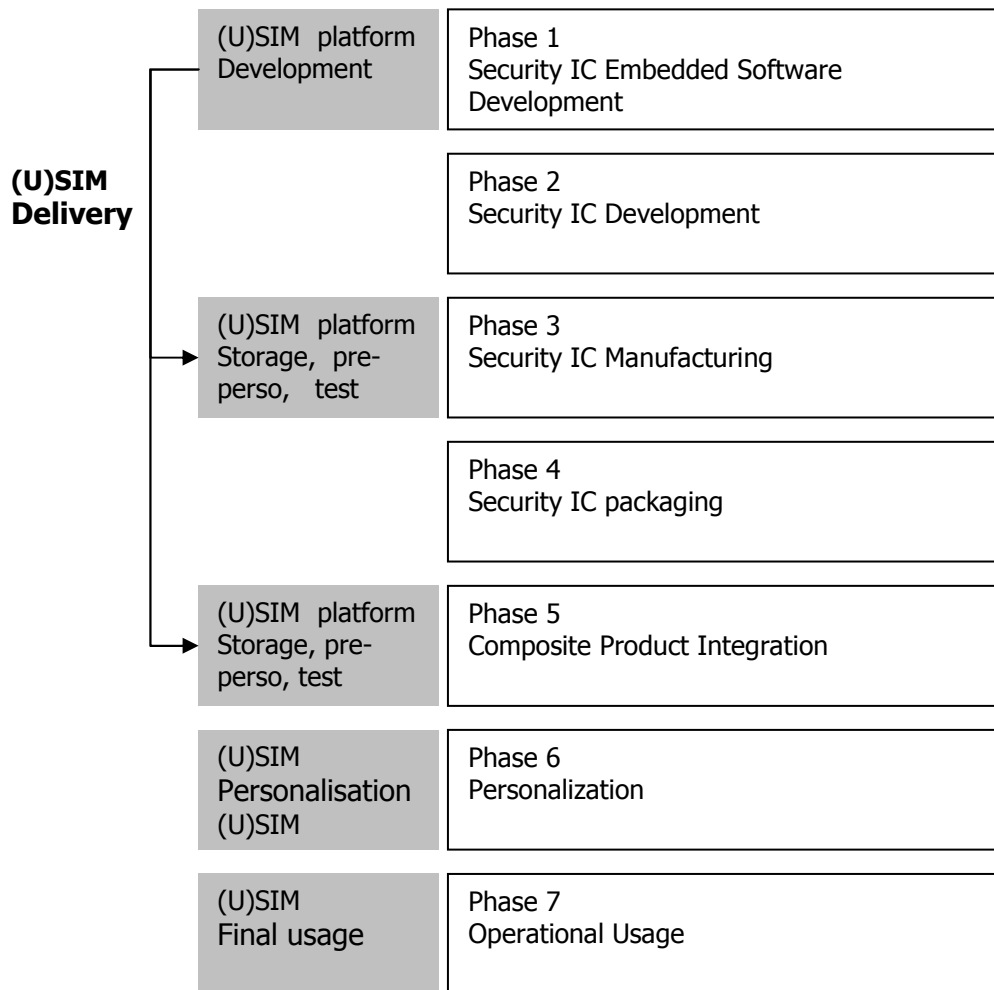 (U)SIM platform
Development
Phase 1
Security IC Embedded Software
Development
(U)SIM
Delivery
Phase 2
Security IC Development
(U)SIM platform
Storage, pre-
perso, test
Phase 3
Security IC Manufacturing
Phase 4
Security IC packaging
(U)SIM platform
Storage, pre-
perso, test
Phase 5
Composite Product Integration
(U)SIM
Personalisation
(U)SIM
Phase 6
Personalization
(U)SIM
Final usage
Phase 7
Operational Usage